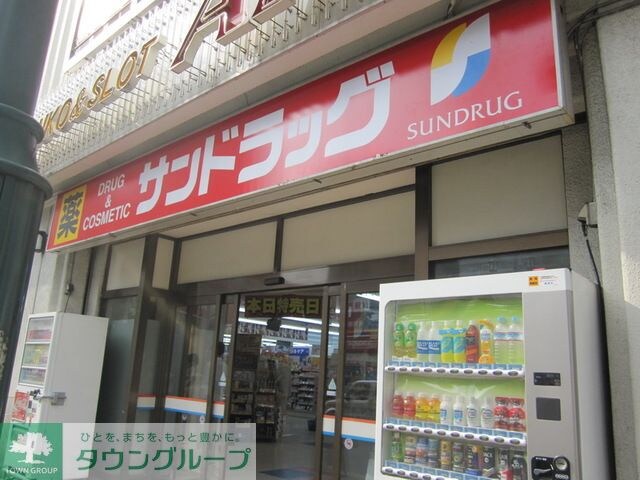 KO & SLOT
薬
DRUG
&
COSMETIC
サンドラッグ
SUNDRUG
本日特売日
TOWN GROUP
ひとを、まちを、もっと豊かに。
タウングループ